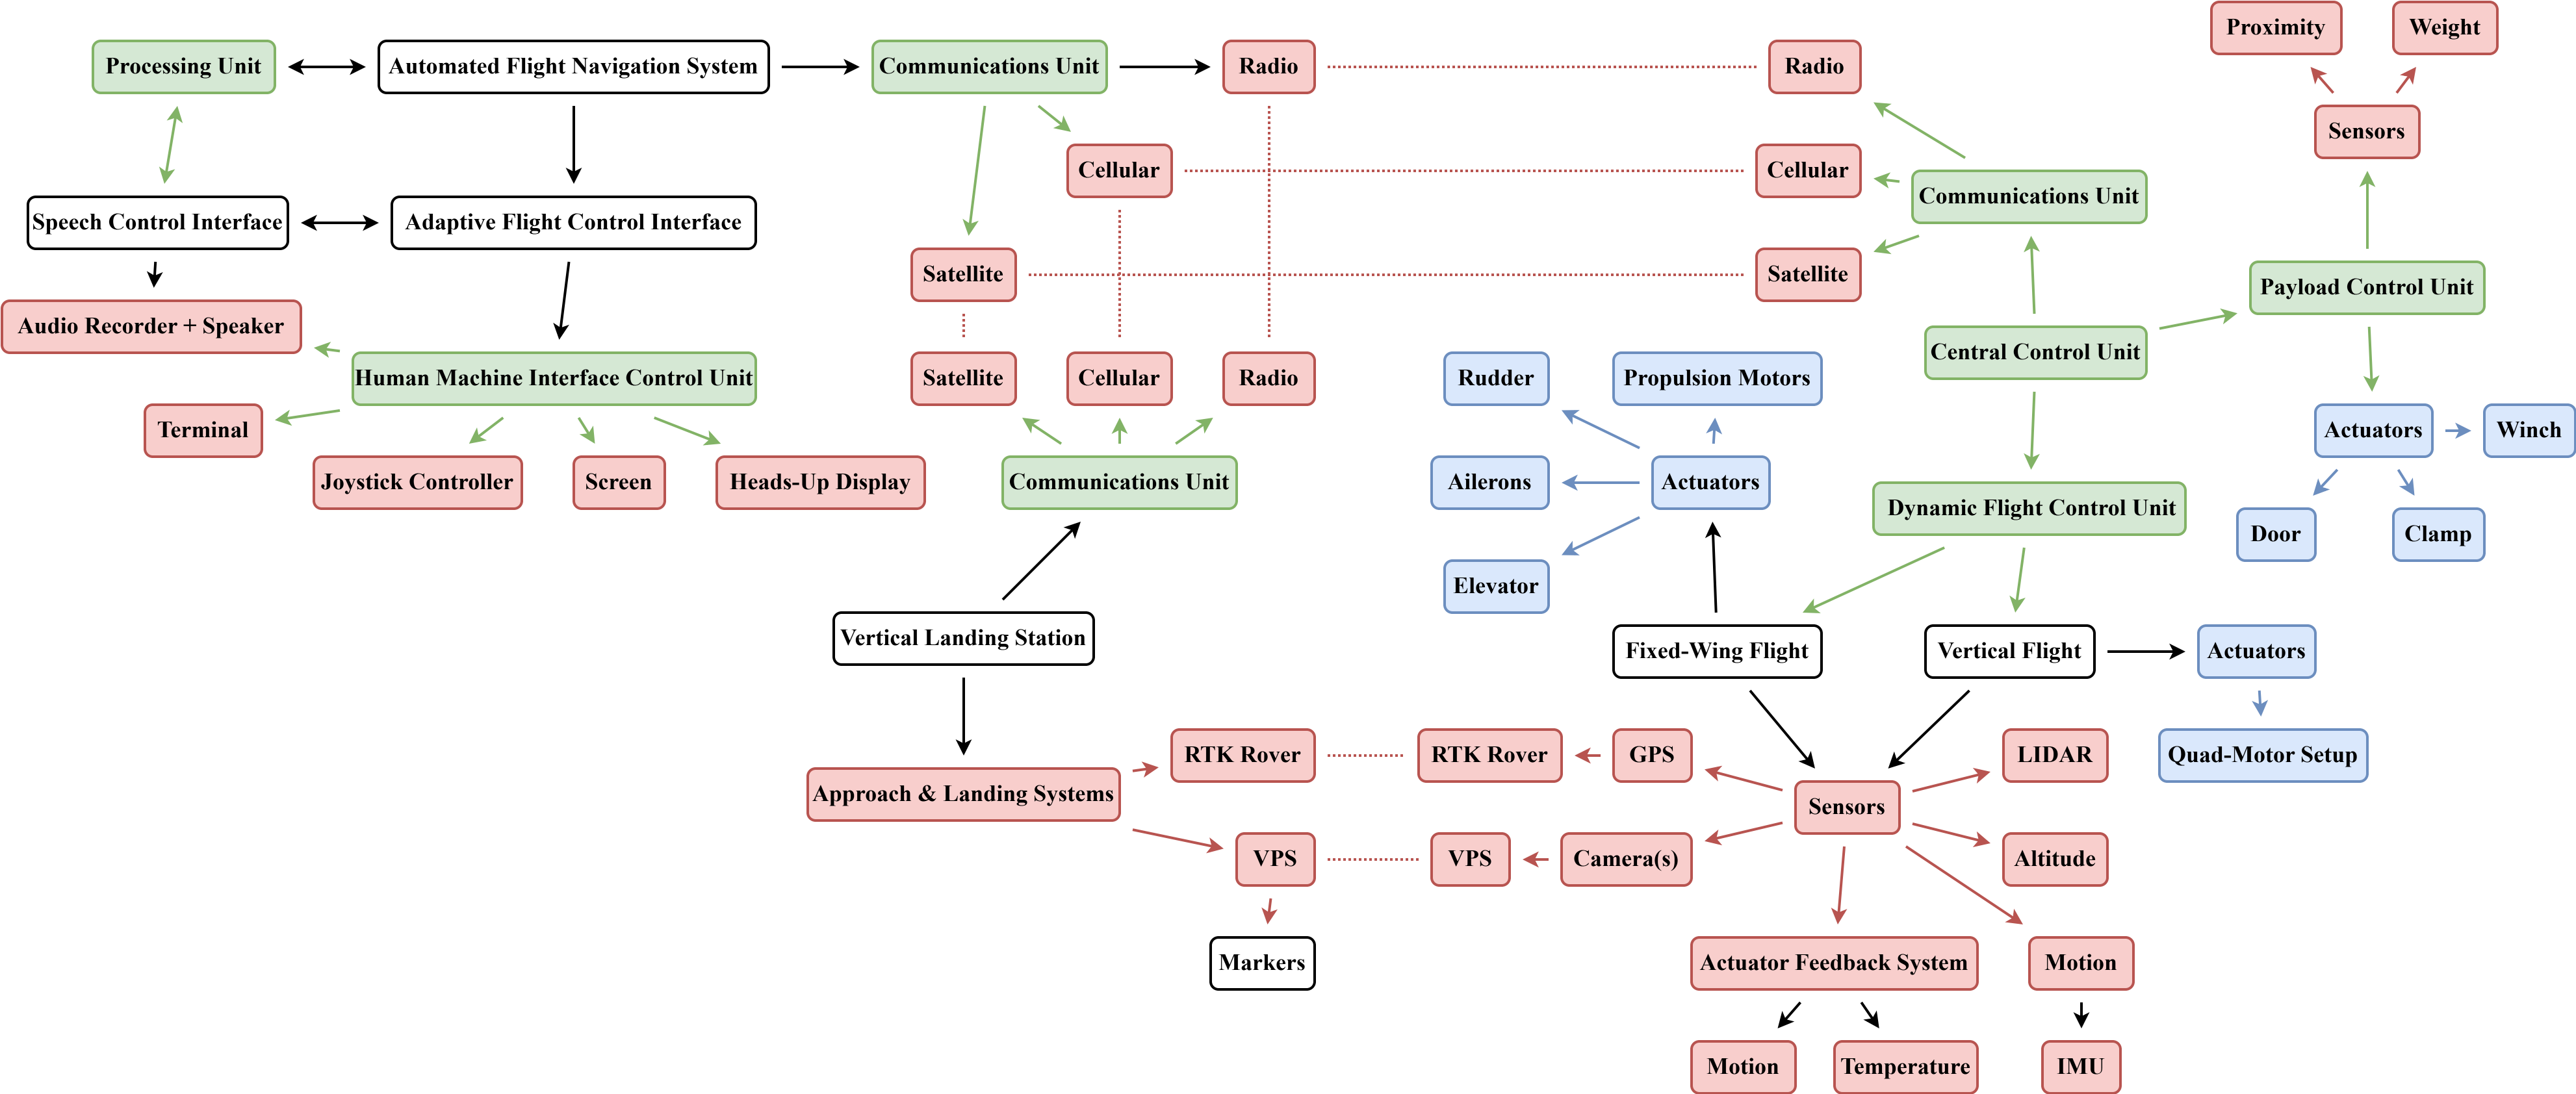 Proximity
Weight
Processing Unit
Automated Flight Navigation System
Communications Unit
Radio
Radio
Sensors
Cellular
Cellular
Communications Unit
Speech Control Interface
Adaptive Flight Control Interface
Satellite
Satellite
Payload Control Unit
Audio Recorder + Speaker
Central Control Unit
Human Machine Interface Control Unit
Satellite
Cellular
Radio
Rudder
Propulsion Motors
Terminal
Actuators
Winch
Joystick Controller
Screen
Heads-Up Display
Communications Unit
Ailerons
Actuators
Dynamic Flight Control Unit
Door
Clamp
Elevator
Vertical Landing Station
Fixed-Wing Flight
Vertical Flight
Actuators
RTK Rover
RTK Rover
GPS
LIDAR
Quad-Motor Setup
Approach & Landing Systems
Sensors
VPS
VPS
Camera(s)
Altitude
Markers
Actuator Feedback System
Motion
Motion
Temperature
IMU